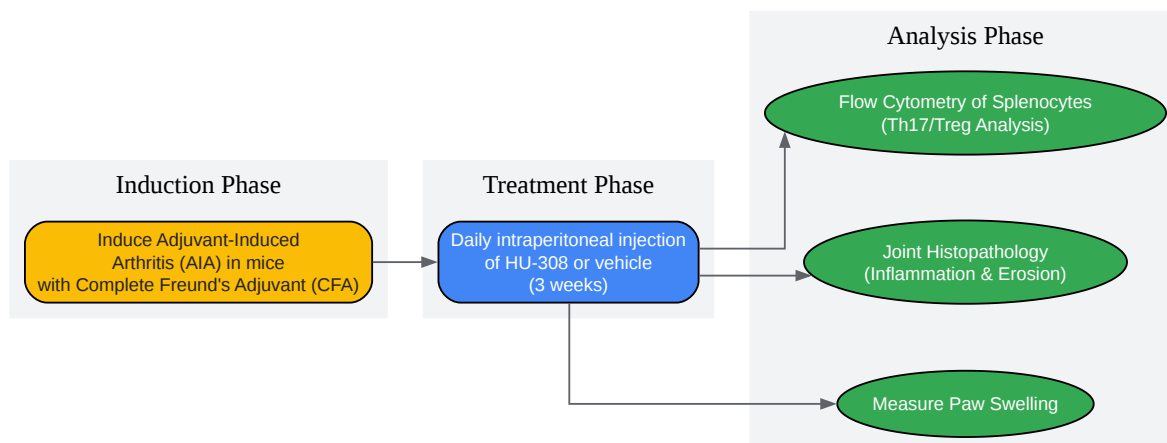 Induction Phase
Induce Adjuvant-Induced
Arthritis (AIA) in mice
with Complete Freund's Adjuvant (CFA)
Treatment Phase
Daily intraperitoneal injection
of HU-308 or vehicle
(3 weeks)
Analysis Phase
Flow Cytometry of Splenocytes
(Th17/Treg Analysis)
Joint Histopathology
(Inflammation & Erosion)
Measure Paw Swelling